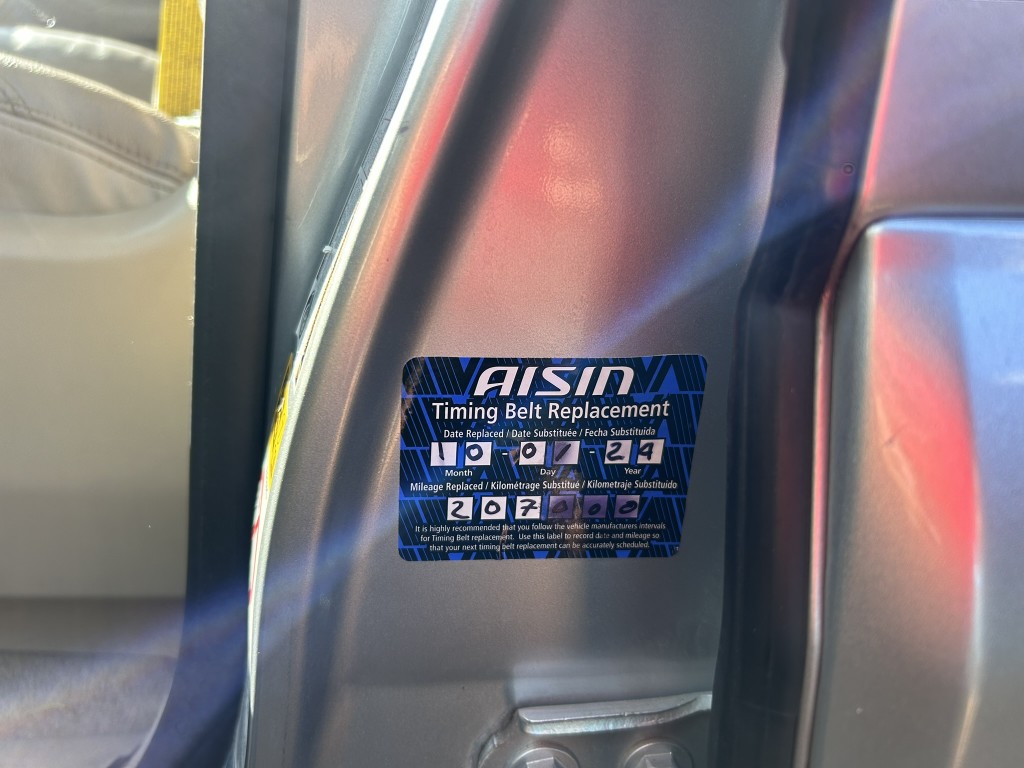 AISIN
Timing Belt Replacement
Date Replaced / Date Substituée / Fecha Substituida
10-01-29
Month Day Year
Mileage Replaced / Kilométrage Substitué / Kilometraje Substituido
207000
It is highly recommended that you follow the vehicle manufacturers intervals
for Timing Belt replacement. Use this label to record date and mileage so
that your next timing belt replacement can be accurately scheduled.